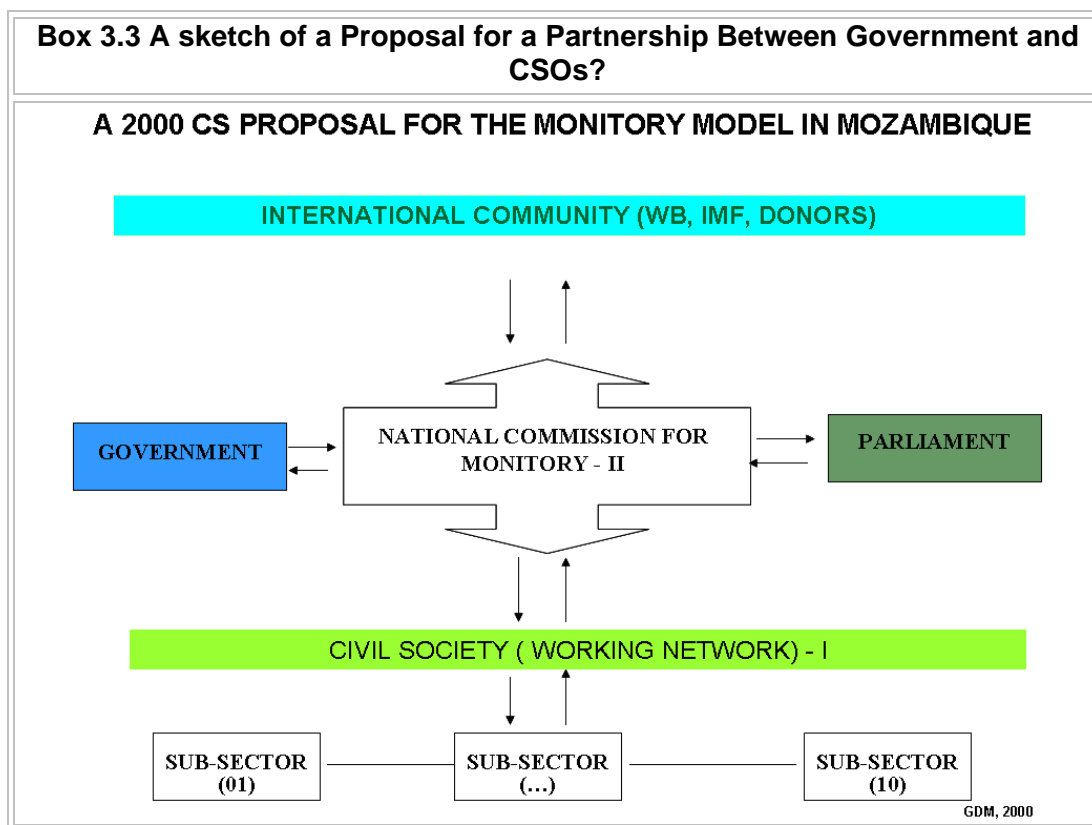 Box 3.3 A sketch of a Proposal for a Partnership Between Government and
CSOs?
A 2000 CS PROPOSAL FOR THE MONITORY MODEL IN MOZAMBIQUE
INTERNATIONAL COMMUNITY (WB, IMF, DONORS)
GOVERNMENT
NATIONAL COMMISSION FOR
MONITORY - II
PARLIAMENT
CIVIL SOCIETY ( WORKING NETWORK) - I
SUB-SECTOR
(01)
SUB-SECTOR
(...)
SUB-SECTOR
(10)
GDM, 2000